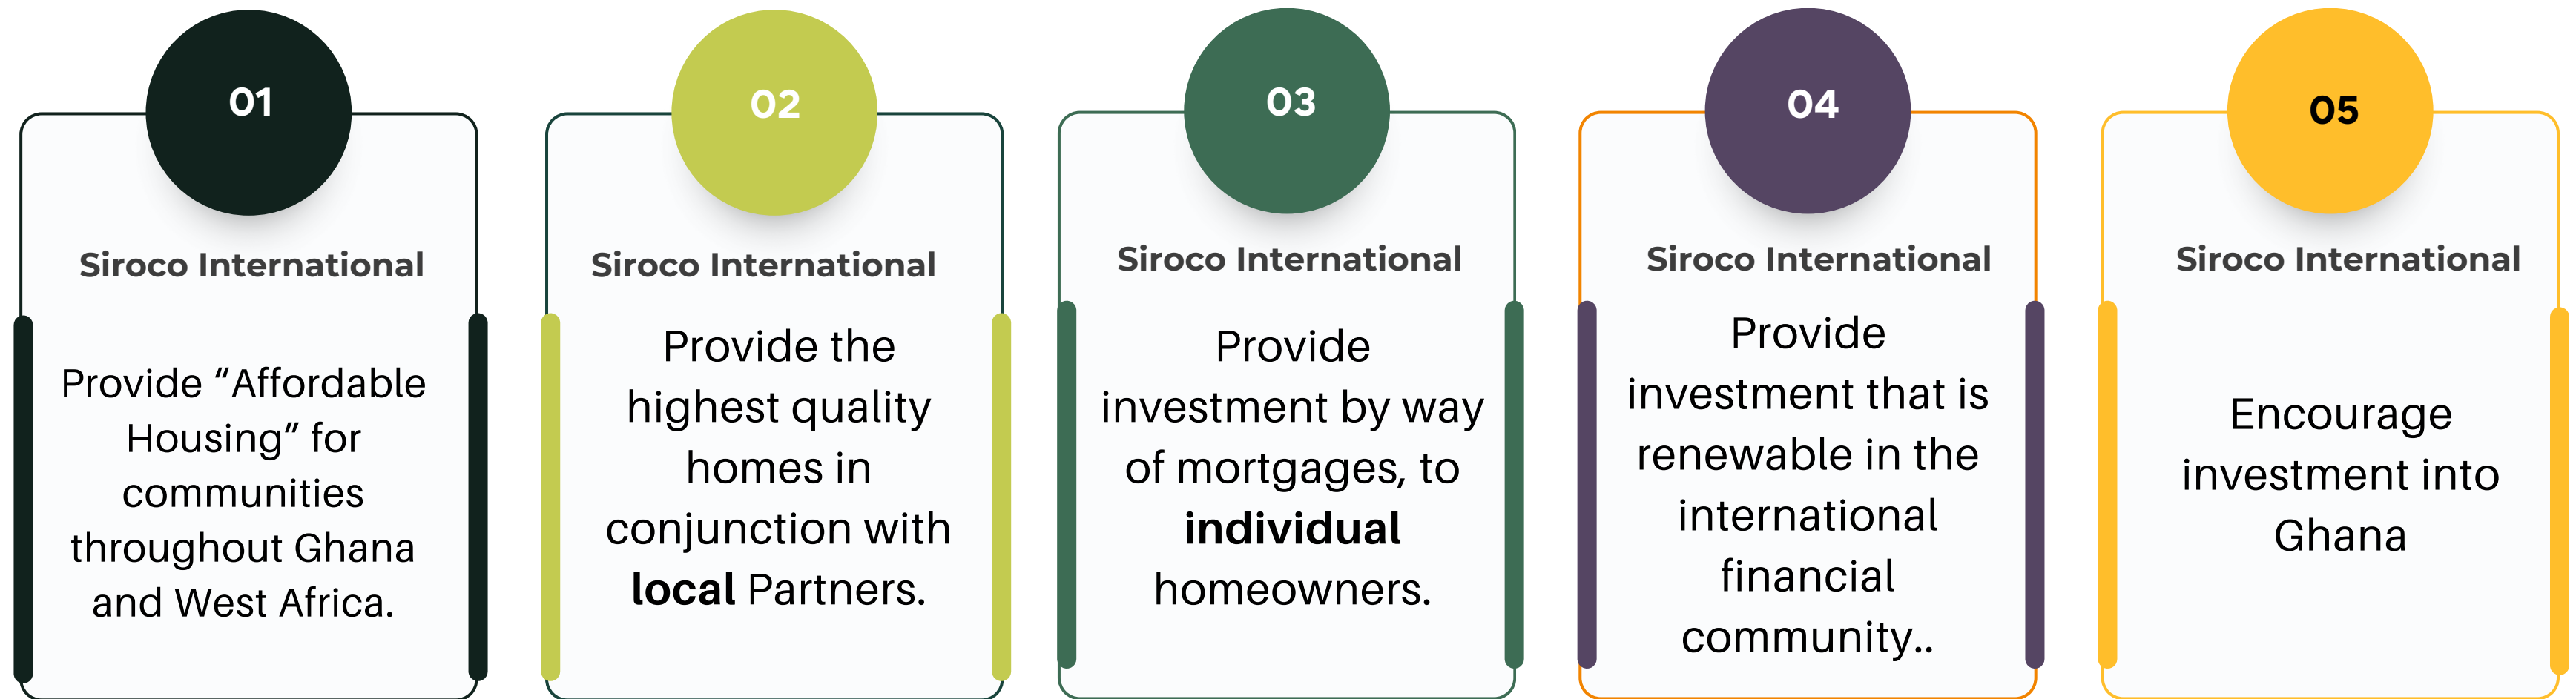 01
Siroco International
Provide “Affordable
Housing” for
communities
throughout Ghana
and West Africa.
02
Siroco International
Provide the
highest quality
homes in
conjunction with
local Partners.
03
Siroco International
Provide
investment by way
of mortgages, to
individual
homeowners.
04
Siroco International
Provide
investment that is
renewable in the
international
financial
community..
05
Siroco International
Encourage
investment into
Ghana